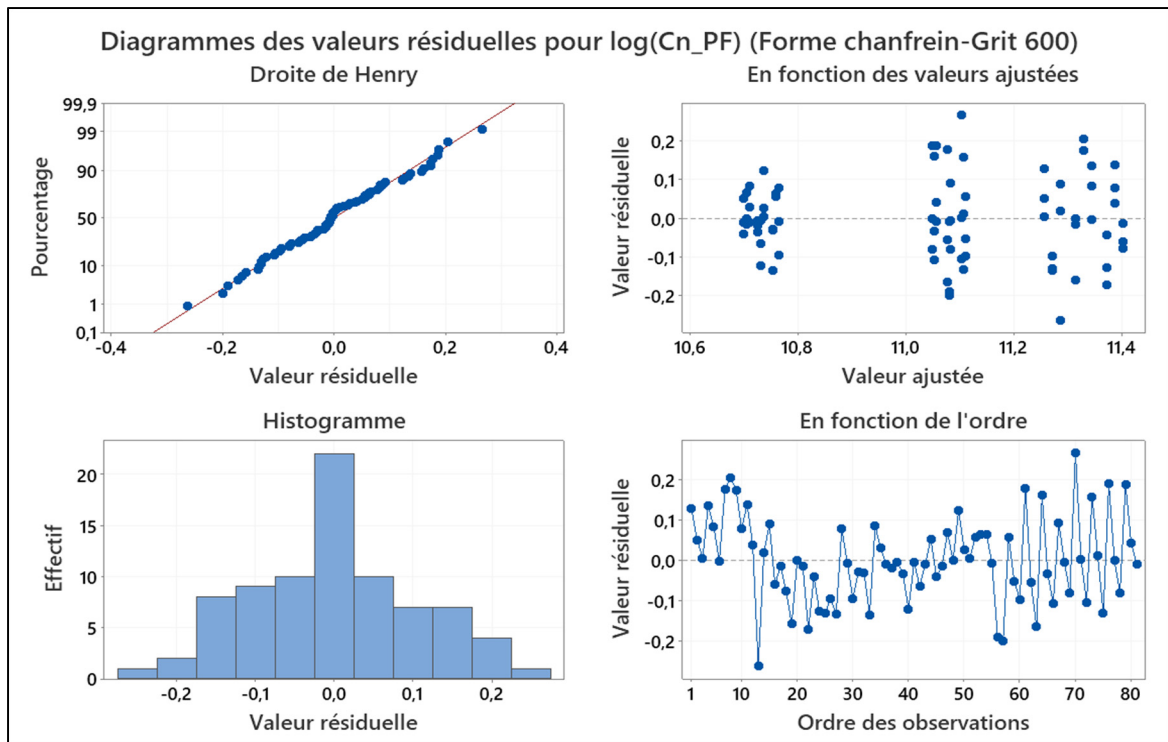 Diagrammes des valeurs résiduelles pour log(Cn_PF) (Forme chanfrein-Grit 600)
Droite de Henry
99,9
99
90
50
10
1
0,1
Pourcentage
-0,4 -0,2 0,0 0,2 0,4
Valeur résiduelle
En fonction des valeurs ajustées
0,2
0,1
0,0
-0,1
-0,2
Valeur résiduelle
10,6 10,8 11,0 11,2 11,4
Valeur ajustée
Histogramme
20
15
10
5
0
Effectif
-0,2 -0,1 0,0 0,1 0,2
Valeur résiduelle
En fonction de l'ordre
0,2
0,1
0,0
-0,1
-0,2
Valeur résiduelle
1 10 20 30 40 50 60 70 80
Ordre des observations